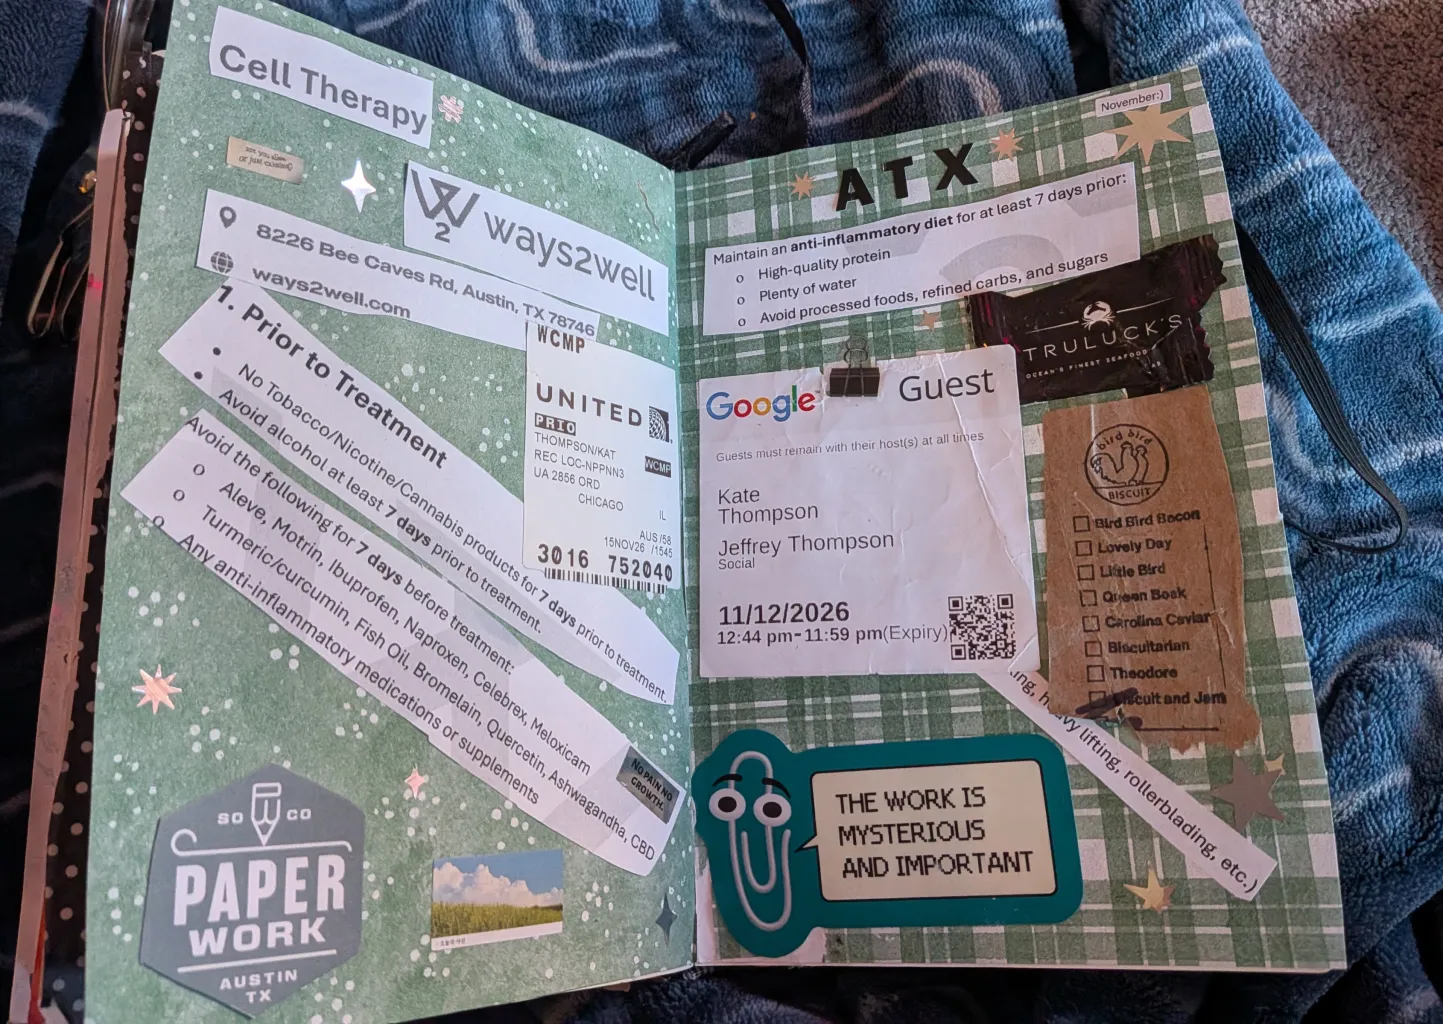 Cell Therapy
are you alive
or just existing
W
2
ways2well
8226 Bee Caves Rd, Austin, TX 78746
ways2well.com
1. Prior to Treatment
No Tobacco/Nicotine/Cannabis products for 7 days prior to treatment.
Avoid alcohol at least 7 days prior to treatment.
Avoid the following for 7 days before treatment:
Aleve, Motrin, Ibuprofen, Naproxen, Celebrex, Meloxicam
Turmeric/curcumin, Fish Oil, Bromelain, Quercetin, Ashwagandha, CBD
Any anti-inflammatory medications or supplements
WCMP
UNITED
PRIO
THOMPSON/KAT
REC LOC-NPPNN3
WCMP
UA 2856 ORD
CHICAGO
IL
AUS/58
15NOV26 /1545
3016 752040
NO PAIN NO
GROWTH.
SO CO
PAPER
WORK
AUSTIN
TX
November:)
ATX
Maintain an anti-inflammatory diet for at least 7 days prior:
o High-quality protein
o Plenty of water
o Avoid processed foods, refined carbs, and sugars
TRULUCK'S
OCEAN'S FINEST SEAFOOD
Google Guest
Guests must remain with their host(s) at all times
Kate
Thompson
Jeffrey Thompson
Social
11/12/2026
12:44 pm-11:59 pm(Expiry)
bird bird
BISCUIT
Bird Bird Bacon
Lovely Day
Little Bird
Queen Beak
Carolina Caviar
Biscuitarian
Theodore
Biscuit and Jam
heavy lifting, rollerblading, etc.)
THE WORK IS
MYSTERIOUS
AND IMPORTANT